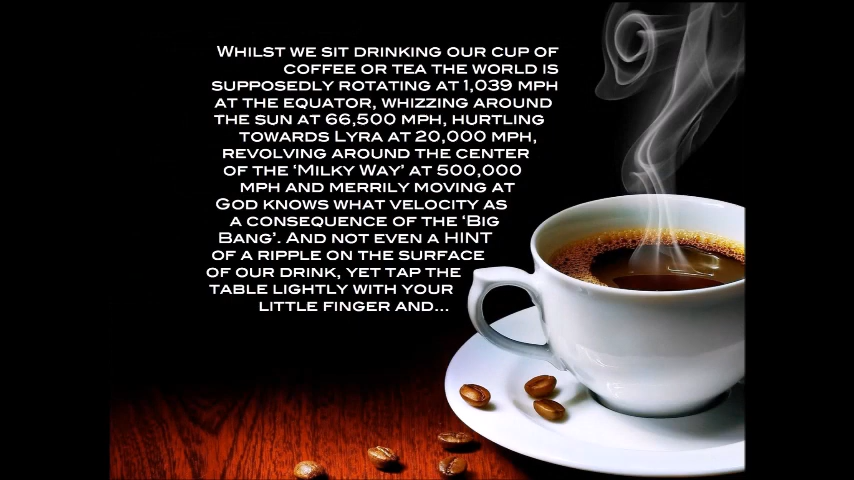 Whilst we sit drinking our cup of
coffee or tea the world is
supposedly rotating at 1,039 mph
at the equator, whizzing around
the sun at 66,500 mph, hurtling
towards Lyra at 20,000 mph,
revolving around the center
of the ‘Milky Way’ at 500,000
mph and merrily moving at
God knows what velocity as
a consequence of the ‘Big
Bang’. And not even a HINT
of a ripple on the surface
of our drink, yet tap the
table lightly with your
little finger and...